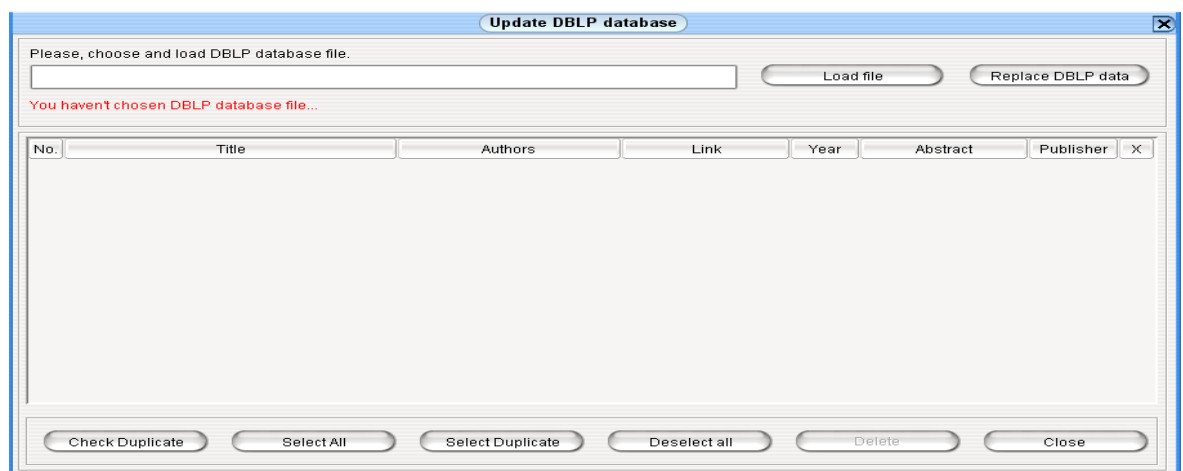 Update DBLP database
Please, choose and load DBLP database file.
Load file Replace DBLP data
You haven't chosen DBLP database file...
No. Title Authors Link Year Abstract Publisher X
Check Duplicate Select All Select Duplicate Deselect all Delete Close